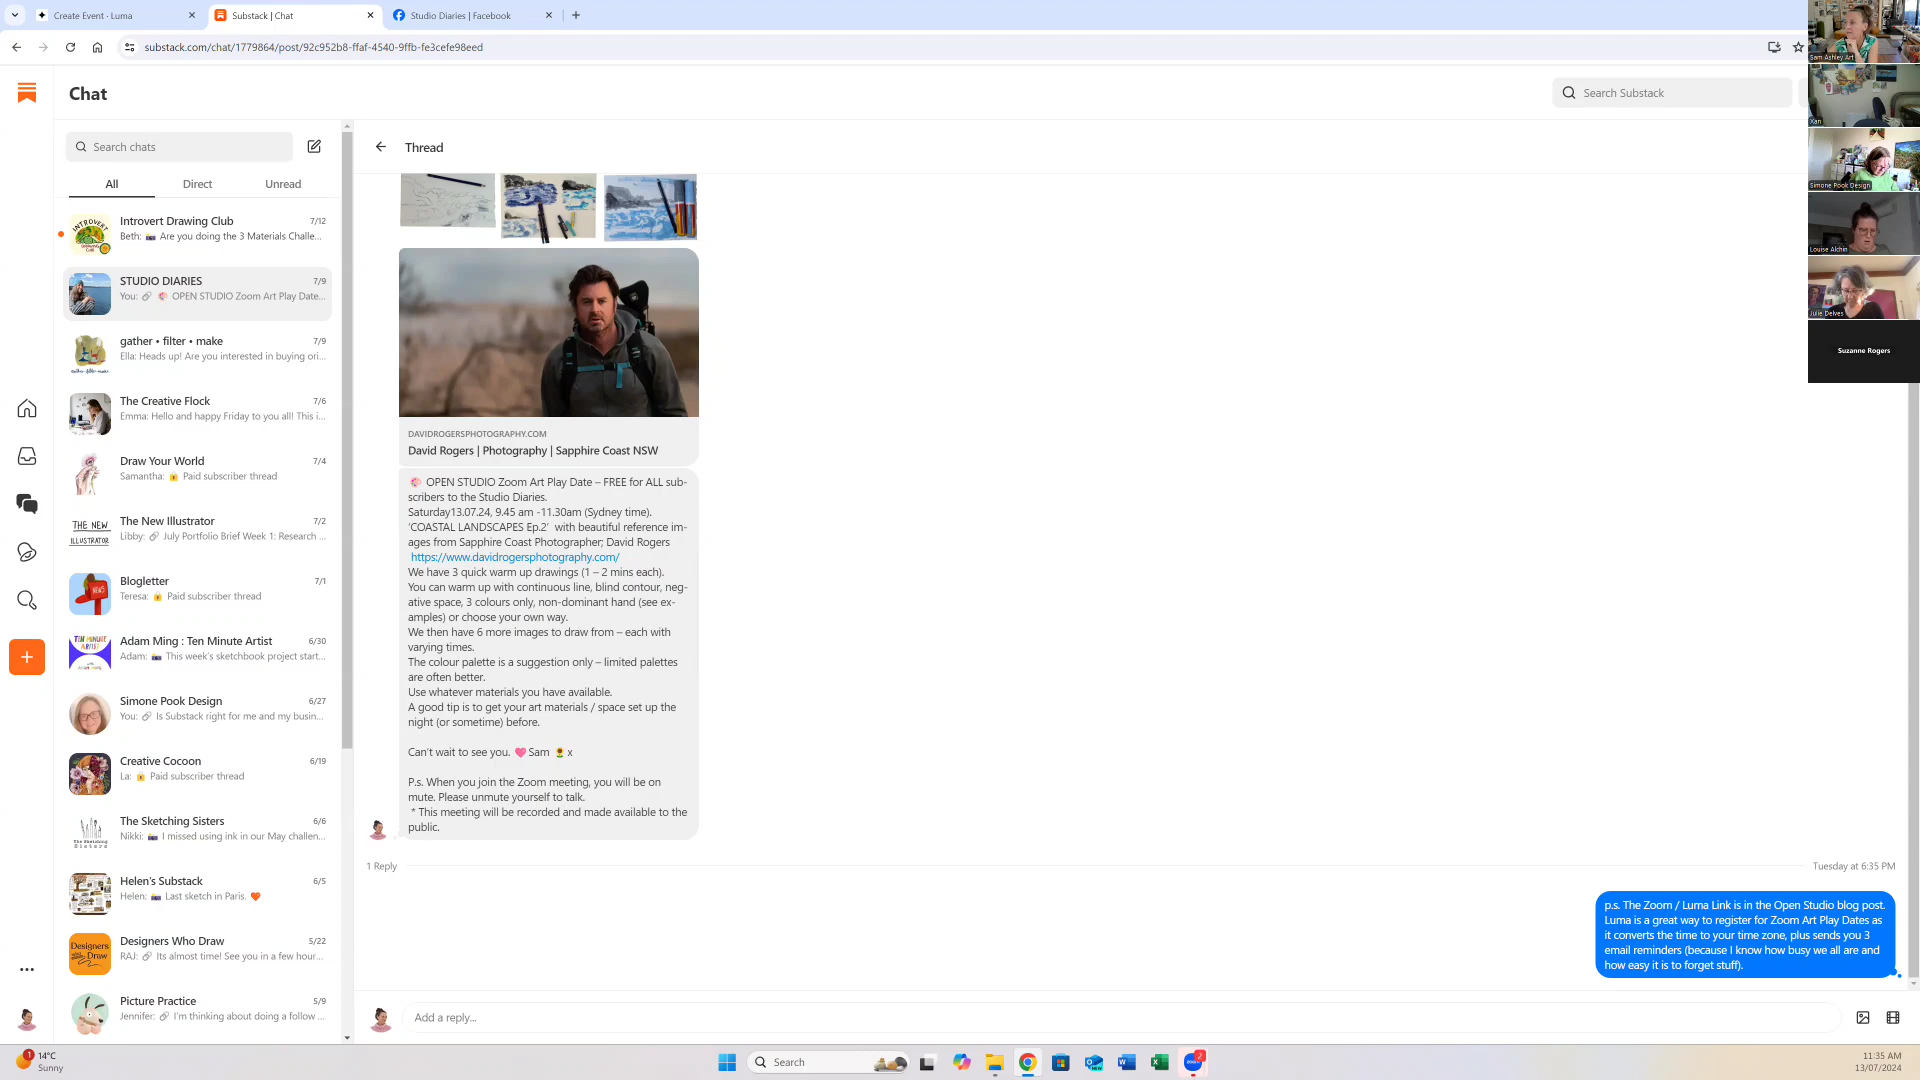 Create Event · Luma
Substack | Chat
Studio Diaries | Facebook
substack.com/chat/1779864/post/92c952b8-ffaf-4540-9ffb-fe3cefe98eed
Chat
Search Substack
Search chats
All
Direct
Unread
Introvert Drawing Club
7/12
Beth: Are you doing the 3 Materials Challe...
STUDIO DIARIES
7/9
You: OPEN STUDIO Zoom Art Play Date...
gather • filter • make
7/9
Ella: Heads up! Are you interested in buying ori...
The Creative Flock
7/6
Emma: Hello and happy Friday to you all! This i...
Draw Your World
7/4
Samantha: Paid subscriber thread
The New Illustrator
7/2
Libby: July Portfolio Brief Week 1: Research ...
THE NEW
ILLUSTRATOR
Blogletter
7/1
Teresa: Paid subscriber thread
NEWS
Adam Ming : Ten Minute Artist
6/30
Adam: This week's sketchbook project start...
TEN MINUTE
ARTIST
Simone Pook Design
6/27
You: Is Substack right for me and my busin...
Creative Cocoon
6/19
La: Paid subscriber thread
The Sketching Sisters
6/6
Nikki: I missed using ink in our May challen...
Helen's Substack
6/5
Helen: Last sketch in Paris.
Designers Who Draw
5/22
RAJ: Its almost time! See you in a few hour...
Designers
Draw
Picture Practice
5/9
Jennifer: I'm thinking about doing a follow ...
Thread
DAVIDROGERSPHOTOGRAPHY.COM
David Rogers | Photography | Sapphire Coast NSW
OPEN STUDIO Zoom Art Play Date – FREE for ALL sub-
scribers to the Studio Diaries.
Saturday13.07.24, 9.45 am -11.30am (Sydney time).
'COASTAL LANDSCAPES Ep.2' with beautiful reference im-
ages from Sapphire Coast Photographer; David Rogers
https://www.davidrogersphotography.com/
We have 3 quick warm up drawings (1 – 2 mins each).
You can warm up with continuous line, blind contour, neg-
ative space, 3 colours only, non-dominant hand (see ex-
amples) or choose your own way.
We then have 6 more images to draw from – each with
varying times.
The colour palette is a suggestion only – limited palettes
are often better.
Use whatever materials you have available.
A good tip is to get your art materials / space set up the
night (or sometime) before.
Can't wait to see you. Sam x
P.s. When you join the Zoom meeting, you will be on
mute. Please unmute yourself to talk.
* This meeting will be recorded and made available to the
public.
1 Reply
Tuesday at 6:35 PM
p.s. The Zoom / Luma Link is in the Open Studio blog post.
Luma is a great way to register for Zoom Art Play Dates as
it converts the time to your time zone, plus sends you 3
email reminders (because I know how busy we all are and
how easy it is to forget stuff).
Add a reply...
Sam Ashley Art
Xan
Simone Pook Design
Louise Alchin
Julie Delves
Suzanne Rogers
1
14°C
Sunny
Search
2
11:35 AM
13/07/2024